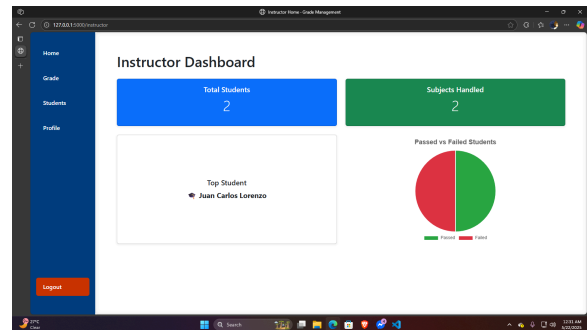 Instructor Home - Grade Management
127.0.0.1:5000/instructor
Home
Grade
Students
Profile
Logout
Instructor Dashboard
Total Students
2
Subjects Handled
2
Top Student
Juan Carlos Lorenzo
Passed vs Failed Students
Passed Failed
27°C
Clear
Search
12:31 AM
5/22/2025